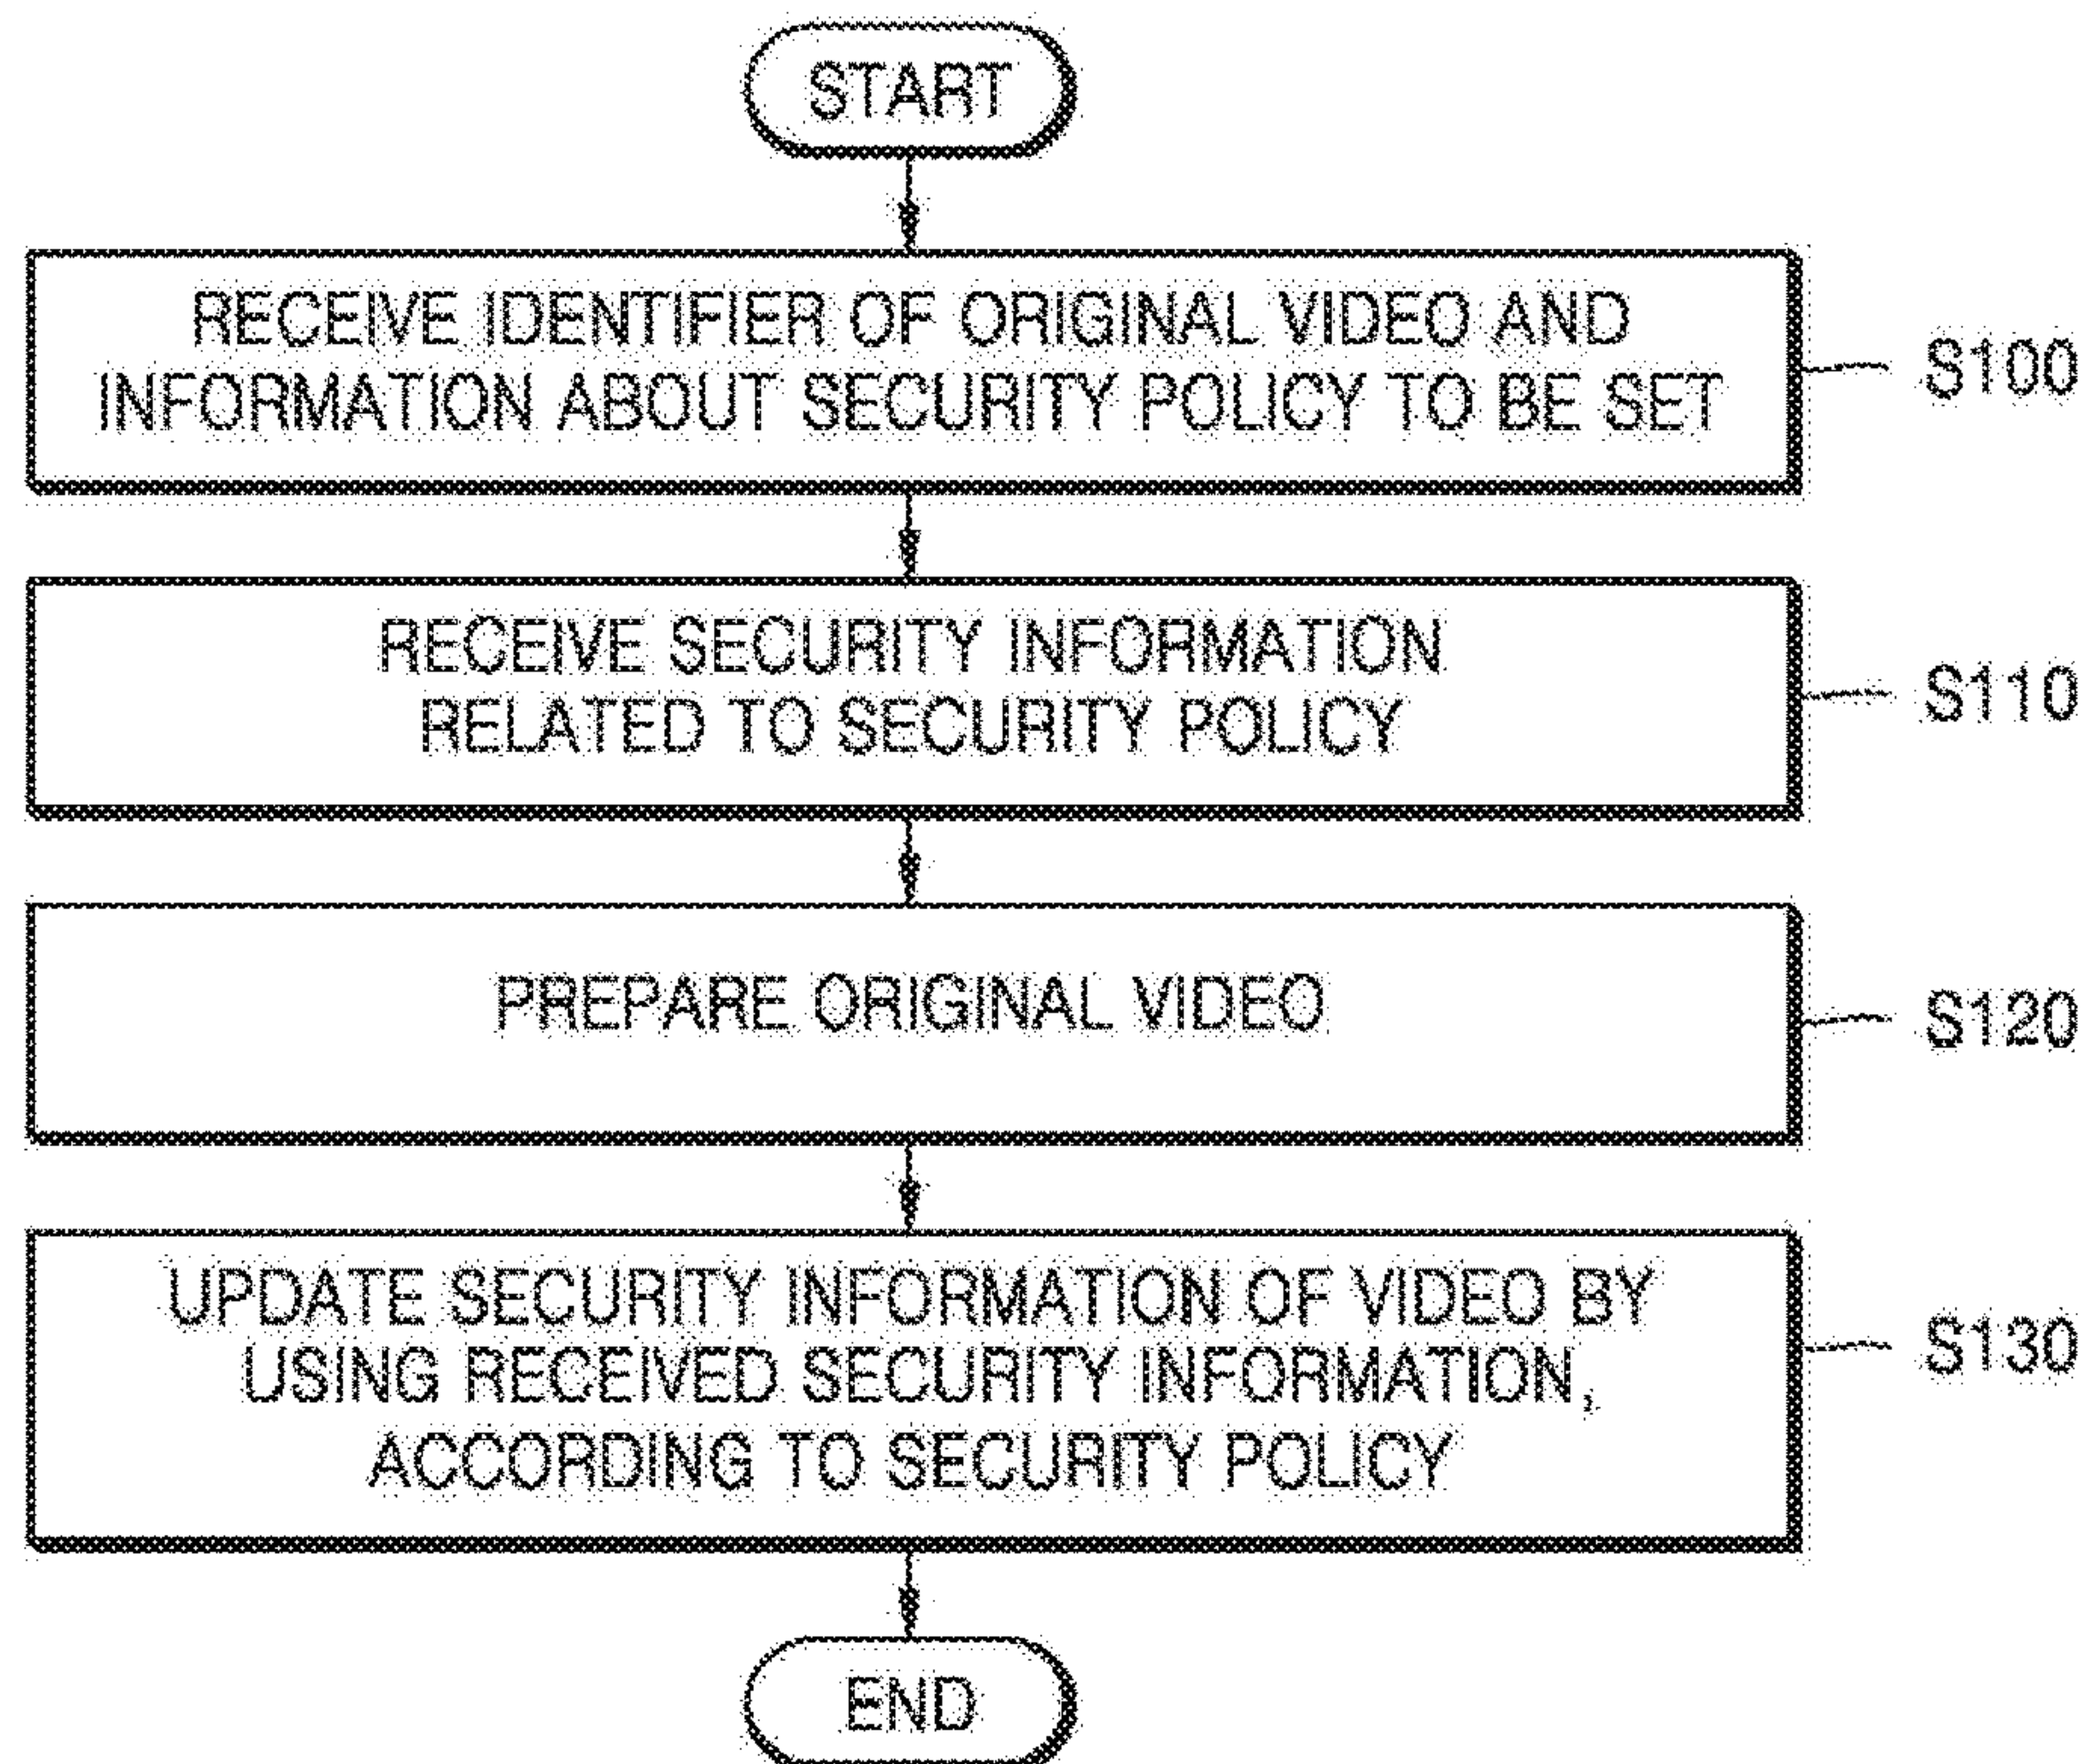 START
RECEIVE IDENTIFIER OF ORIGINAL VIDEO AND
INFORMATION ABOUT SECURITY POLICY TO BE SET
S100
RECEIVE SECURITY INFORMATION
RELATED TO SECURITY POLICY
S110
PREPARE ORIGINAL VIDEO
S120
UPDATE SECURITY INFORMATION OF VIDEO BY
USING RECEIVED SECURITY INFORMATION,
ACCORDING TO SECURITY POLICY
S130
END